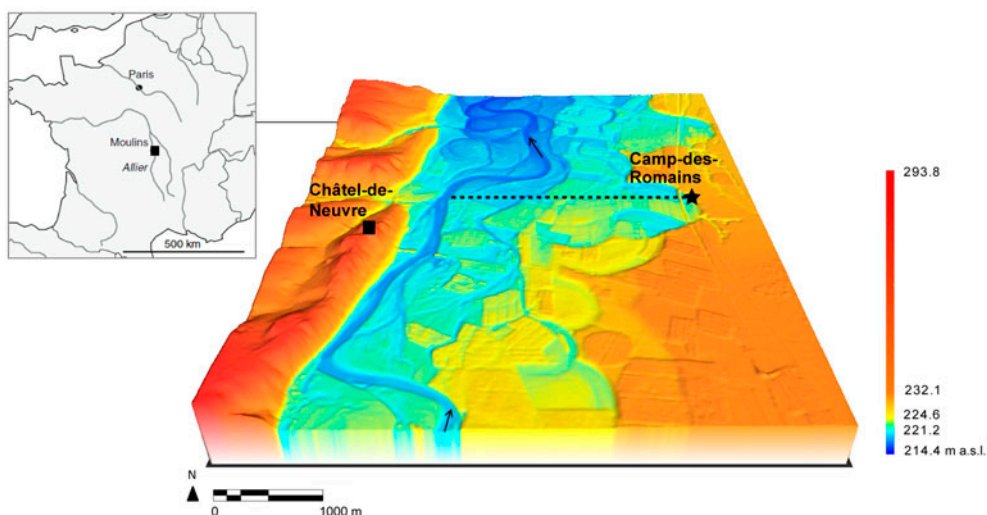 Paris
Moulins
Allier
500 km
Châtel-de-
Neuvre
Camp-des-
Romains
293.8
232.1
224.6
221.2
214.4 m a.s.l.
N
0 1000 m